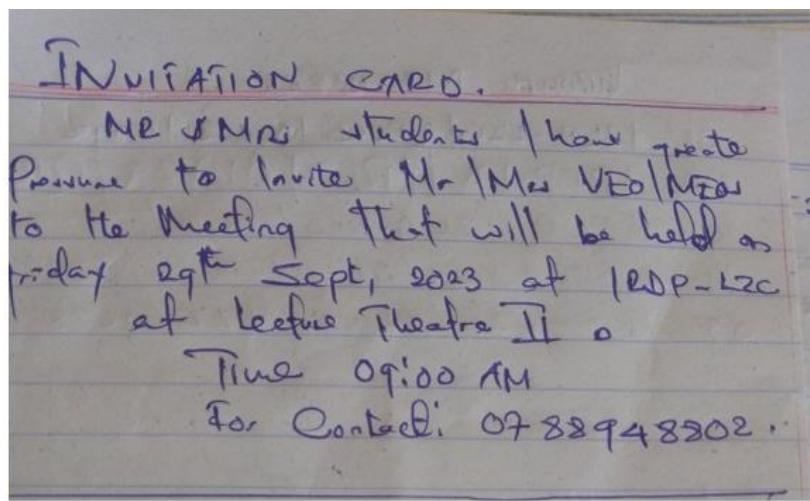 INVITATION CARD.
MR & MRS students / have greate
Pressure to Invite Mr/Mrs VEO/MEOs
to the Meeting that will be held on
Friday 29th Sept, 2023 at IRDP-LZC
at Lecture Theatre II.
Time 09:00 AM
For Contact: 0788948802.